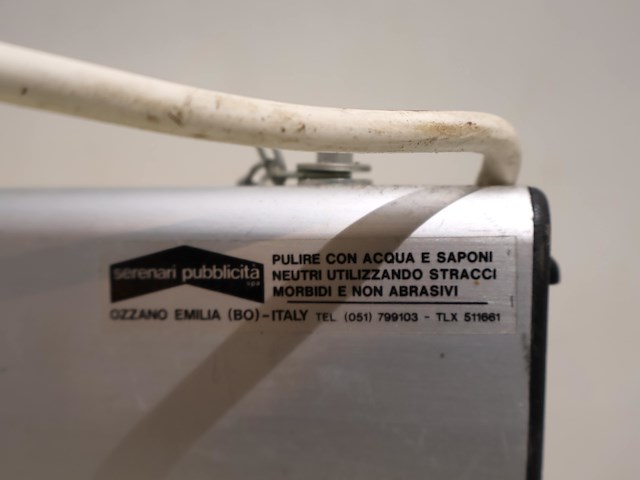 serenari pubblicità
spa
PULIRE CON ACQUA E SAPONI
NEUTRI UTILIZZANDO STRACCI
MORBIDI E NON ABRASIVI
OZZANO EMILIA (BO)-ITALY TEL (051) 799103 - TLX 511661